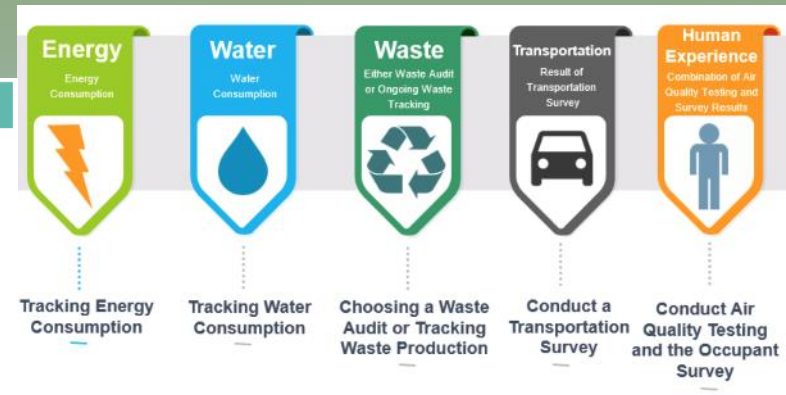 Energy
Energy
Consumption
Water
Water
Consumption
Waste
Either Waste Audit
or Ongoing Waste
Tracking
Transportation
Result of
Transportation
Survey
Human
Experience
Combination of Air
Quality Testing and
Survey Results
Tracking Energy
Consumption
Tracking Water
Consumption
Choosing a Waste
Audit or Tracking
Waste Production
Conduct a
Transportation
Survey
Conduct Air
Quality Testing
and the Occupant
Survey